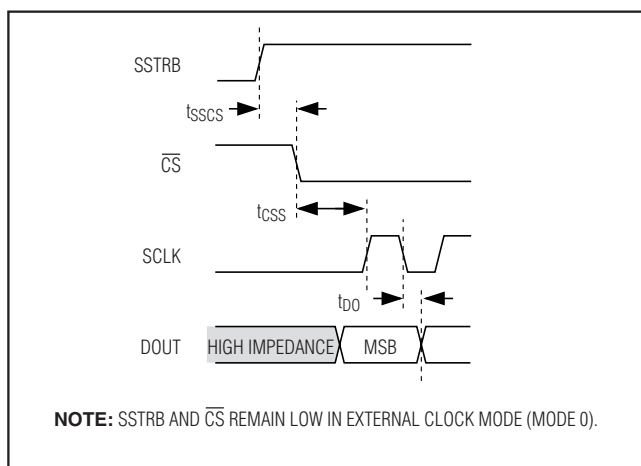 SSTRB
tSSCS
CS
tCSS
SCLK
tDO
DOUT HIGH IMPEDANCE MSB
NOTE: SSTRB AND CS REMAIN LOW IN EXTERNAL CLOCK MODE (MODE 0).